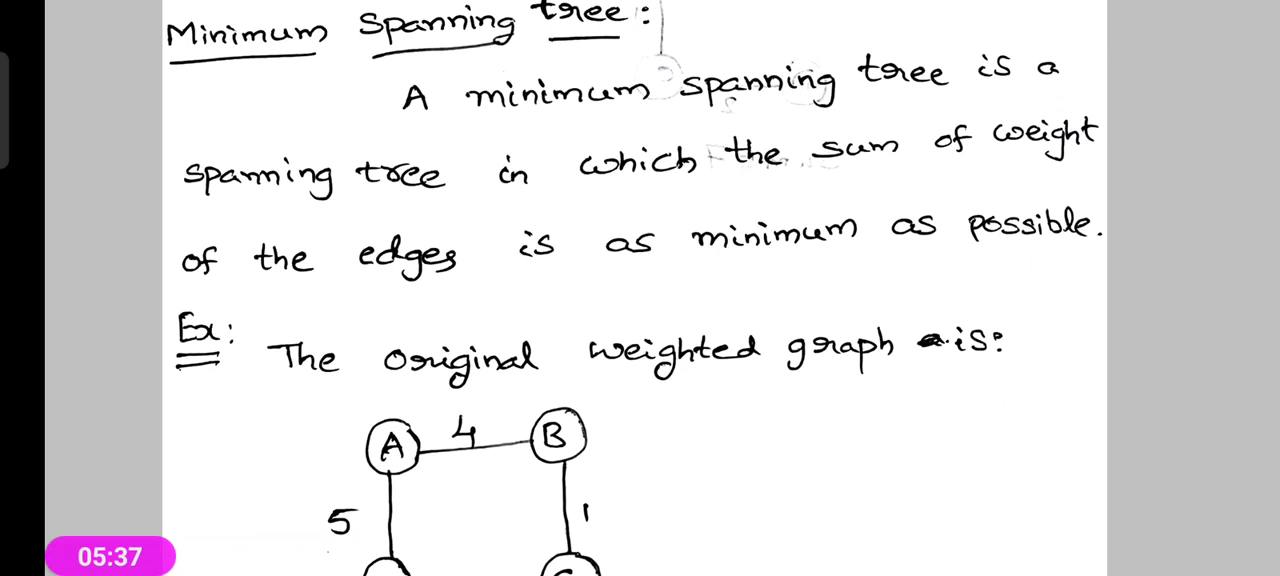 Minimum Spanning tree:
A minimum spanning tree is a
spanning tree in which the sum of weight
of the edges is as minimum as possible.
Ex: The original weighted graph is:
A 4 B
5 1
C
05:37